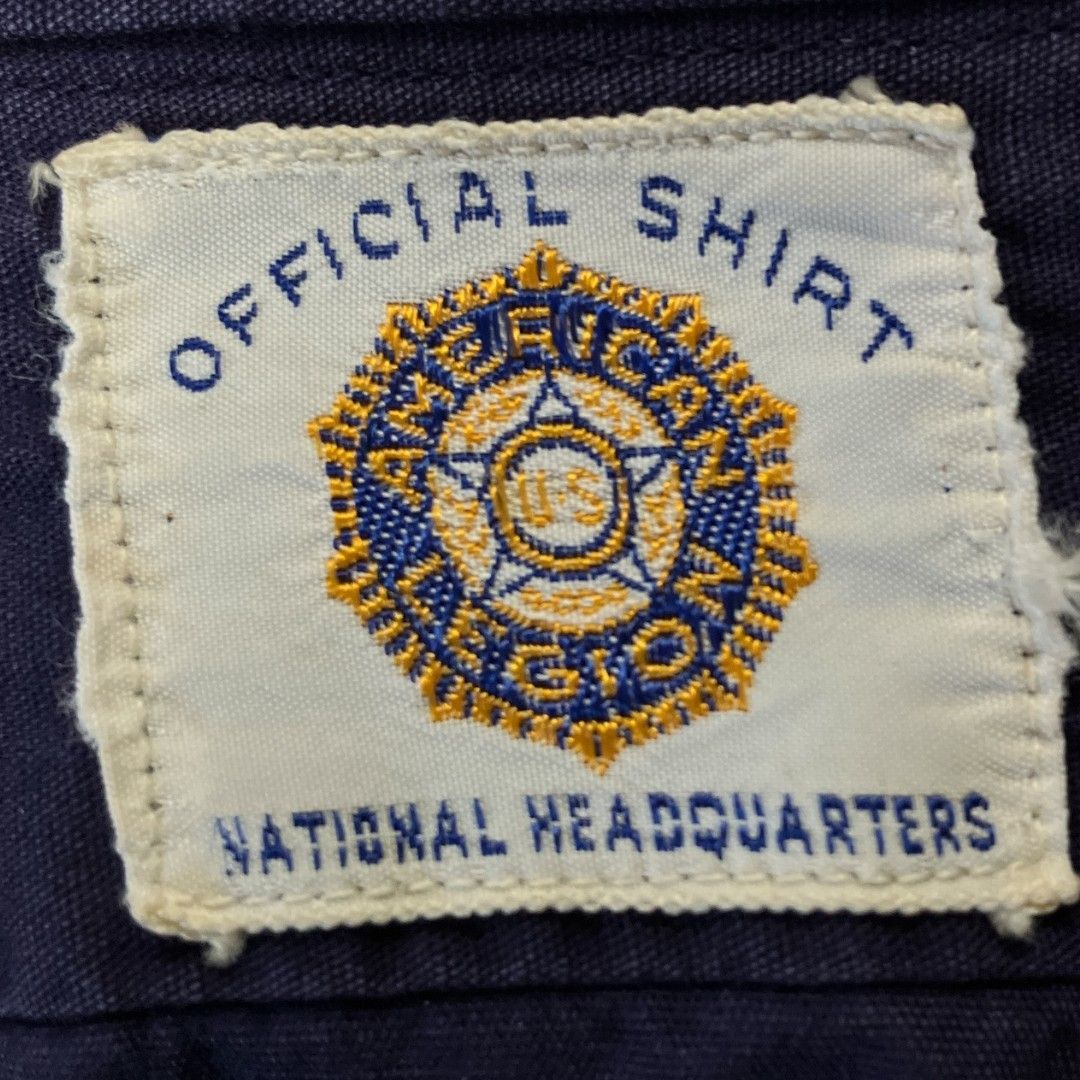 OFFICIAL SHIRT
AMERICAN
U.S
LEGION
NATIONAL HEADQUARTERS